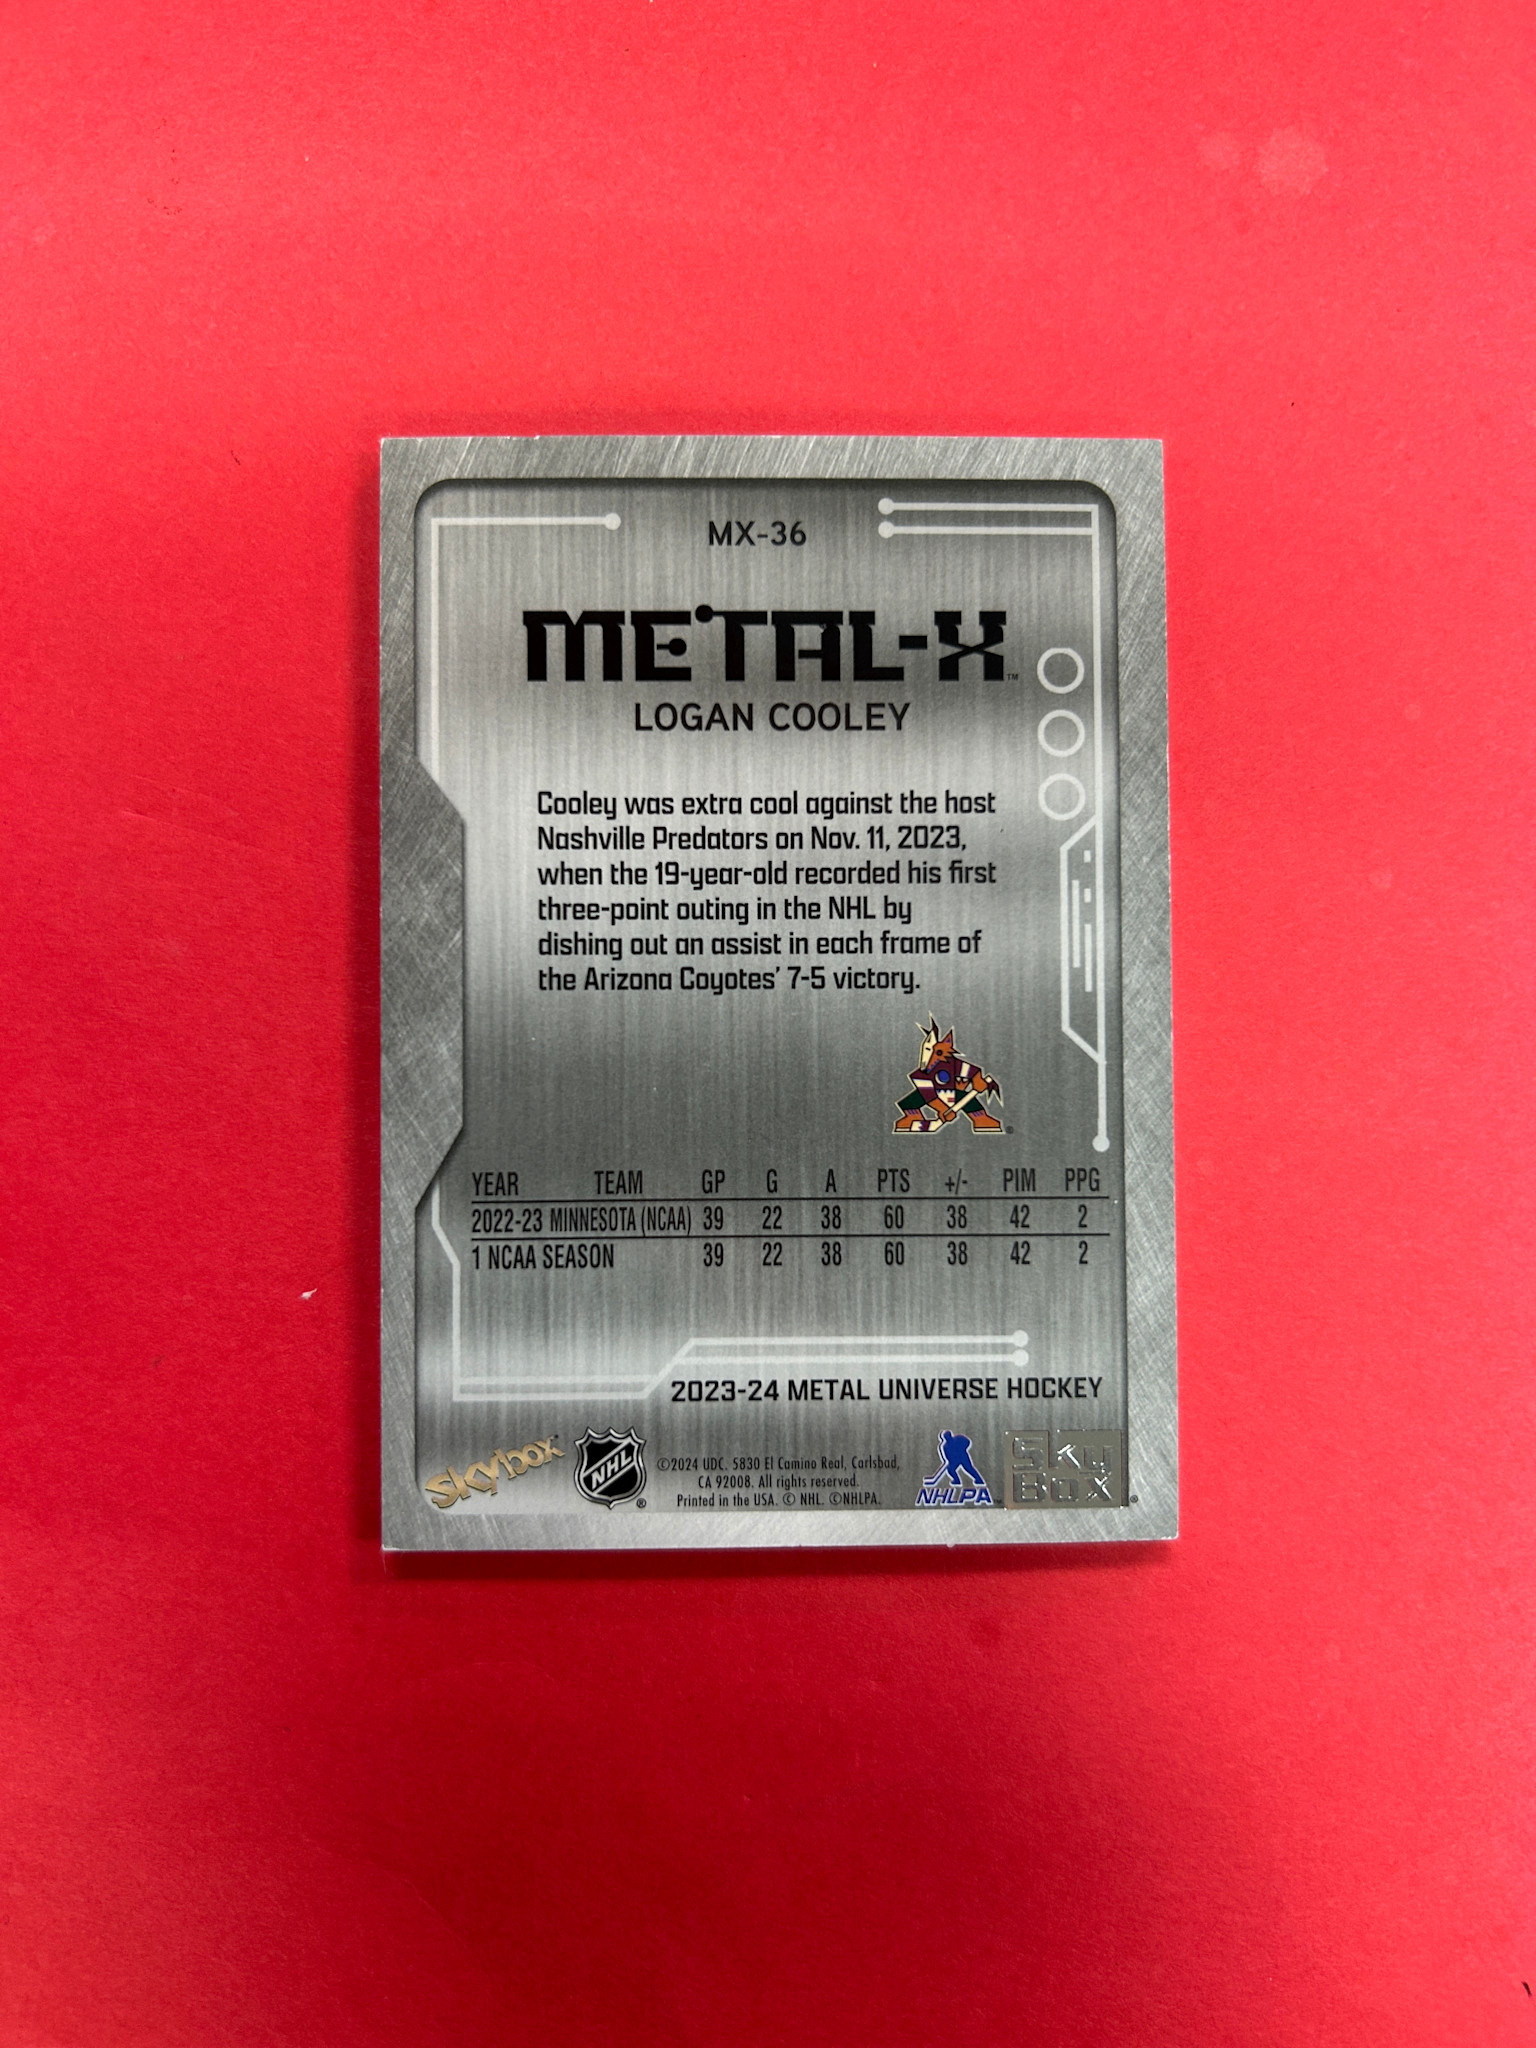 MX-36
METAL-X™
LOGAN COOLEY
Cooley was extra cool against the host
Nashville Predators on Nov. 11, 2023,
when the 19-year-old recorded his first
three-point outing in the NHL by
dishing out an assist in each frame of
the Arizona Coyotes' 7-5 victory.
®
YEAR TEAM GP G A PTS +/- PIM PPG
2022-23 MINNESOTA (NCAA) 39 22 38 60 38 42 2
1 NCAA SEASON 39 22 38 60 38 42 2
2023-24 METAL UNIVERSE HOCKEY
skybox
NHL®
©2024 UDC. 5830 El Camino Real, Carlsbad,
CA 92008. All rights reserved.
Printed in the USA. © NHL. ©NHLPA.
NHLPA™
Sky
Box®